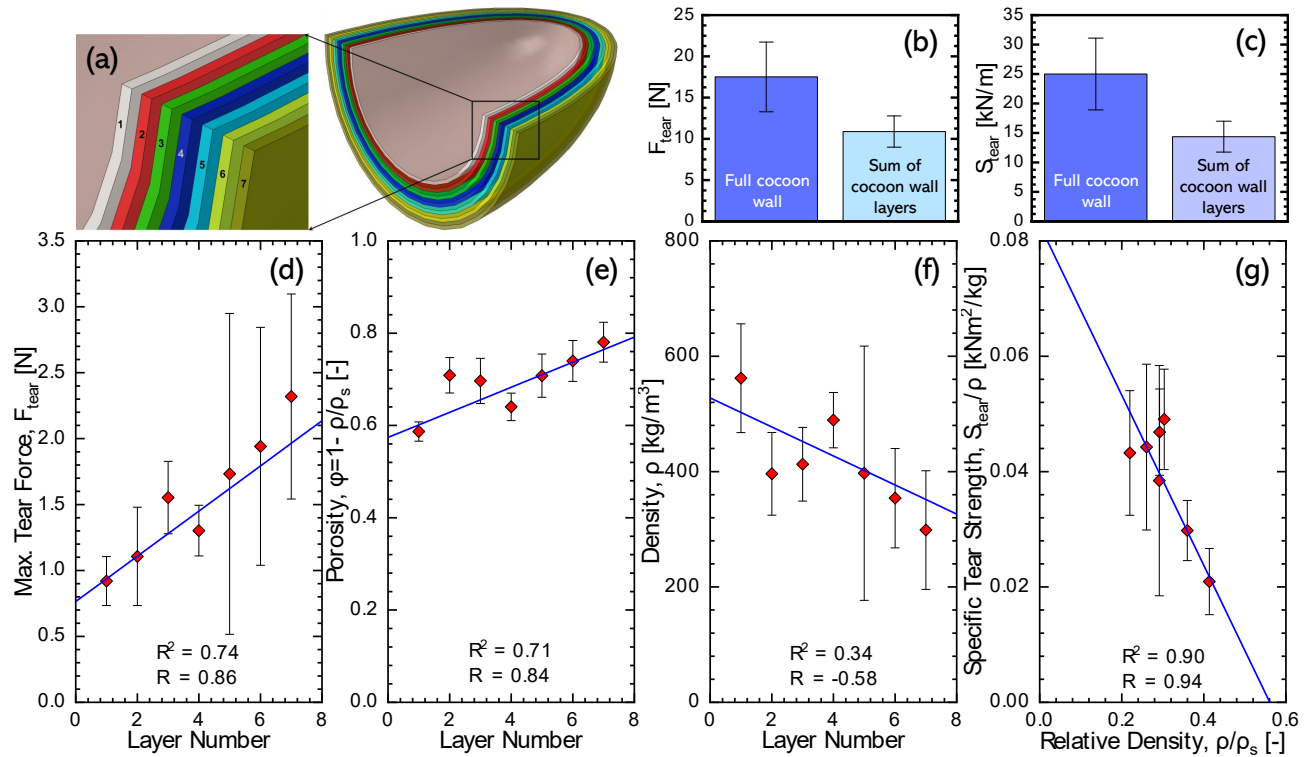 (a)
1
2
3
4
5
6
7
(b)
F_tear [N]
25
20
15
10
5
0
Full cocoon
wall
Sum of
cocoon wall
layers
(c)
S_tear [kN/m]
35
30
25
20
15
10
5
0
Full cocoon
wall
Sum of
cocoon wall
layers
(d)
Max. Tear Force, F_tear [N]
3.5
3.0
2.5
2.0
1.5
1.0
0.5
0.0
R² = 0.74
R = 0.86
0 2 4 6 8
Layer Number
(e)
Porosity, φ=1- ρ/ρ_s [-]
1.0
0.8
0.6
0.4
0.2
0.0
R² = 0.71
R = 0.84
0 2 4 6 8
Layer Number
(f)
Density, ρ [kg/m³]
800
600
400
200
0
R² = 0.34
R = -0.58
0 2 4 6 8
Layer Number
(g)
Specific Tear Strength, S_tear/ρ [kNm²/kg]
0.08
0.06
0.04
0.02
0.00
R² = 0.90
R = 0.94
0.0 0.2 0.4 0.6
Relative Density, ρ/ρ_s [-]